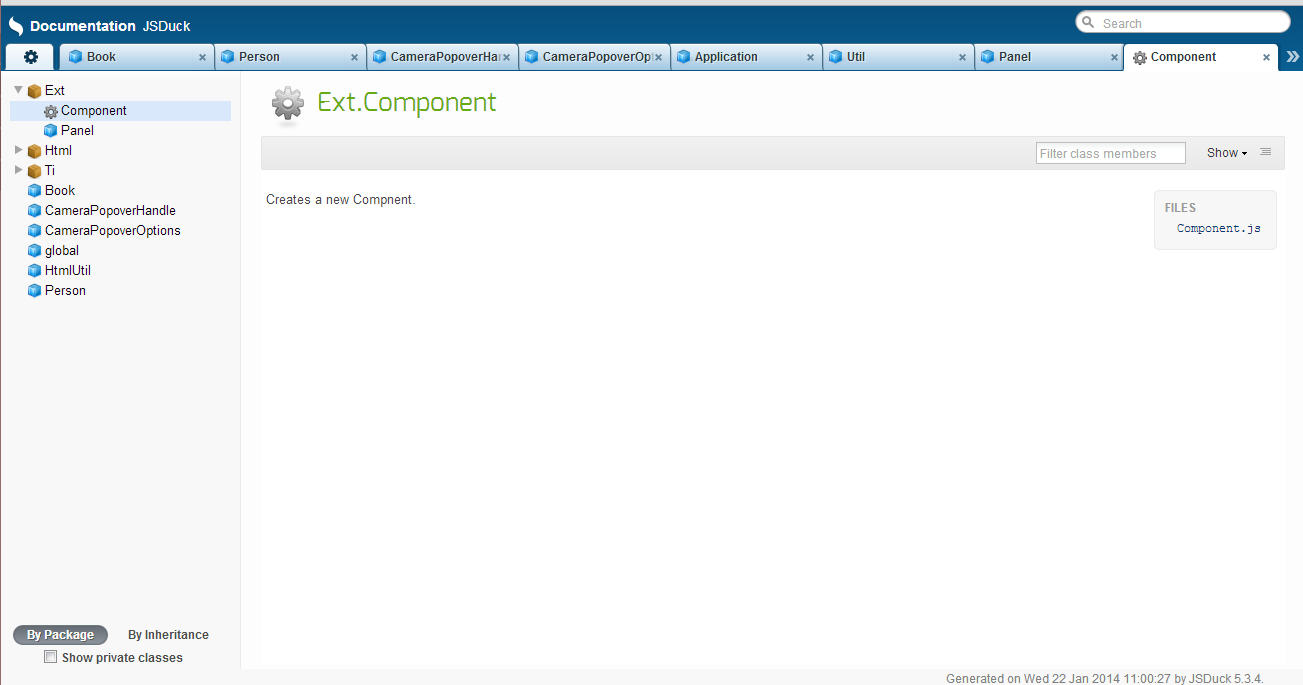 Documentation JSDuck
Search
Book
Person
CameraPopoverHa
CameraPopoverOp
Application
Util
Panel
Component
Ext
Component
Panel
Html
Ti
Book
CameraPopoverHandle
CameraPopoverOptions
global
HtmlUtil
Person
By Package
By Inheritance
Show private classes
Ext.Component
Filter class members
Show
Creates a new Compnent.
FILES
Component.js
Generated on Wed 22 Jan 2014 11:00:27 by JSDuck 5.3.4.